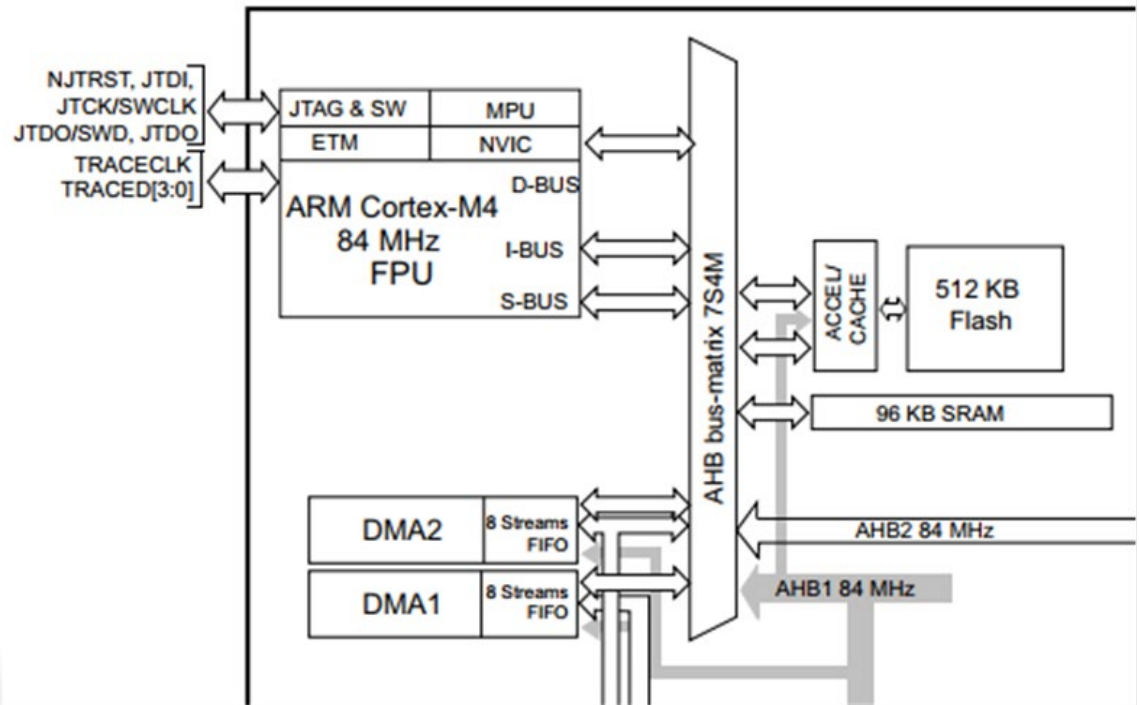 NJTRST, JTDI,
JTCK/SWCLK
JTDO/SWD, JTDO
TRACECLK
TRACED[3:0]
JTAG & SW
MPU
ETM
NVIC
D-BUS
ARM Cortex-M4
84 MHz
FPU
I-BUS
S-BUS
AHB bus-matrix 7S4M
ACCEL/
CACHE
512 KB
Flash
96 KB SRAM
DMA2
8 Streams
FIFO
AHB2 84 MHz
DMA1
8 Streams
FIFO
AHB1 84 MHz